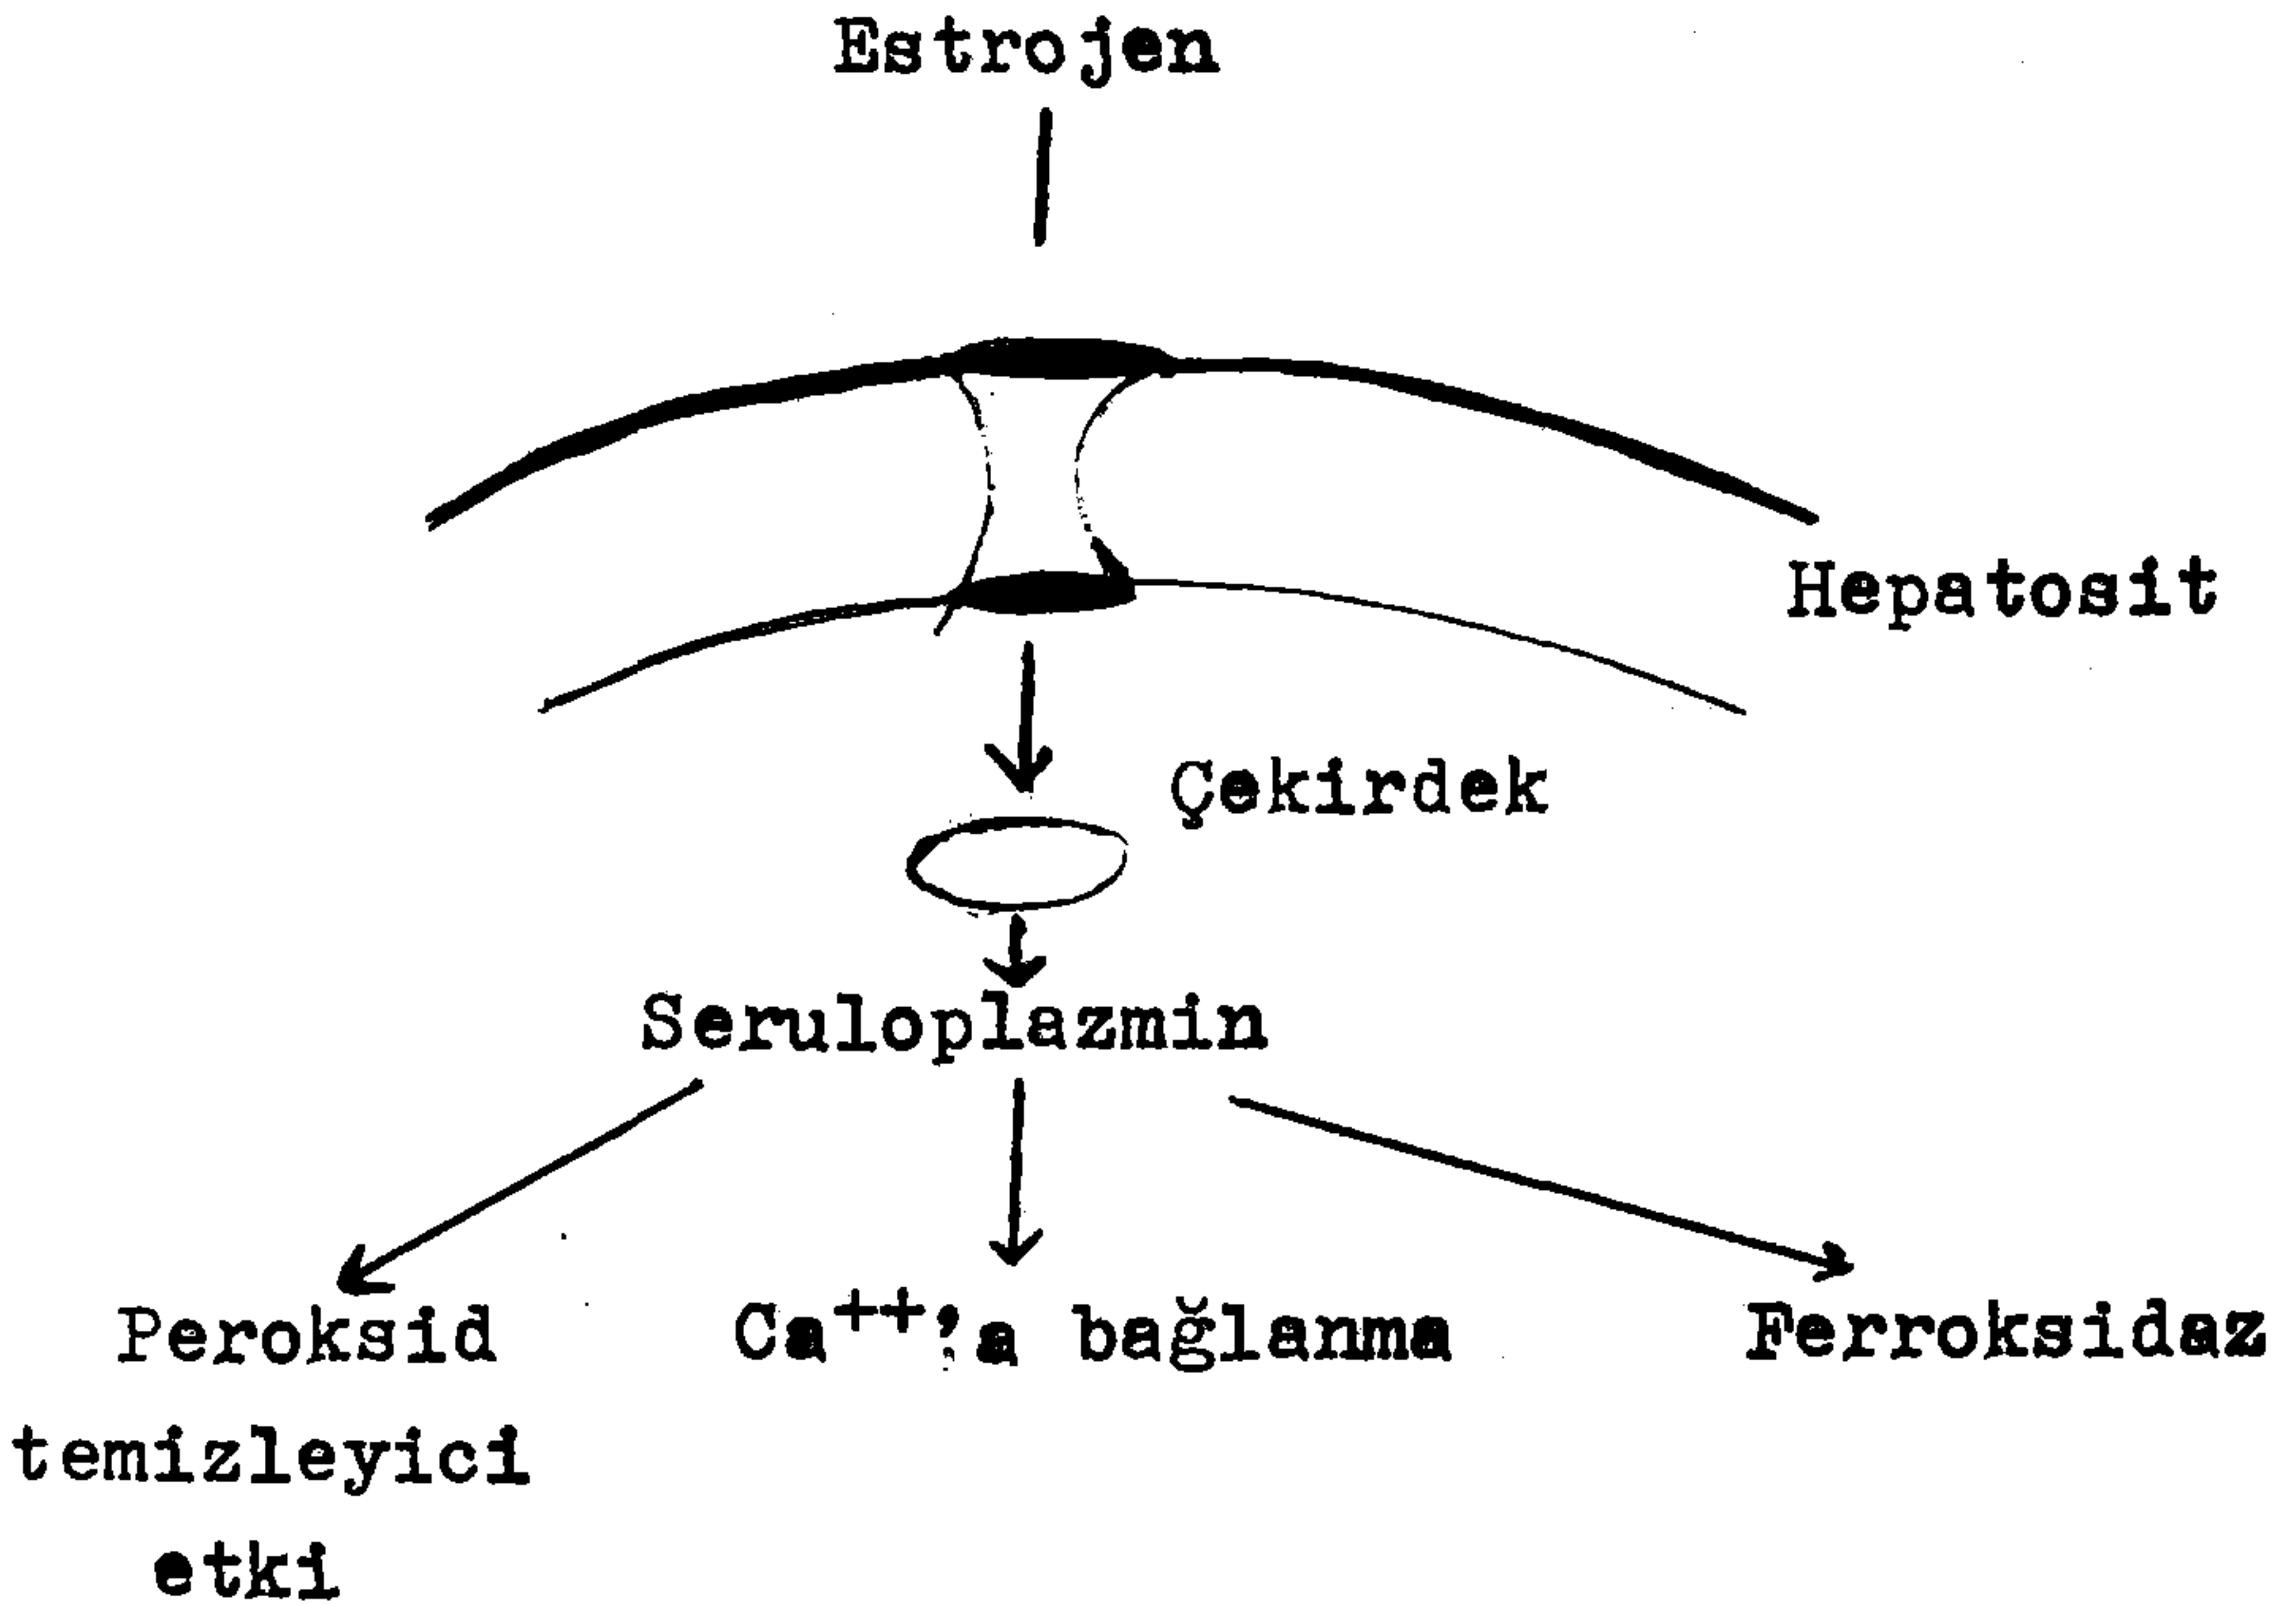 Estrojen
Hepatosit
Çekirdek
Seruloplazmin
Peroksid
temizleyici
etki
Ca⁺⁺'a bağlanma
Ferroksidaz